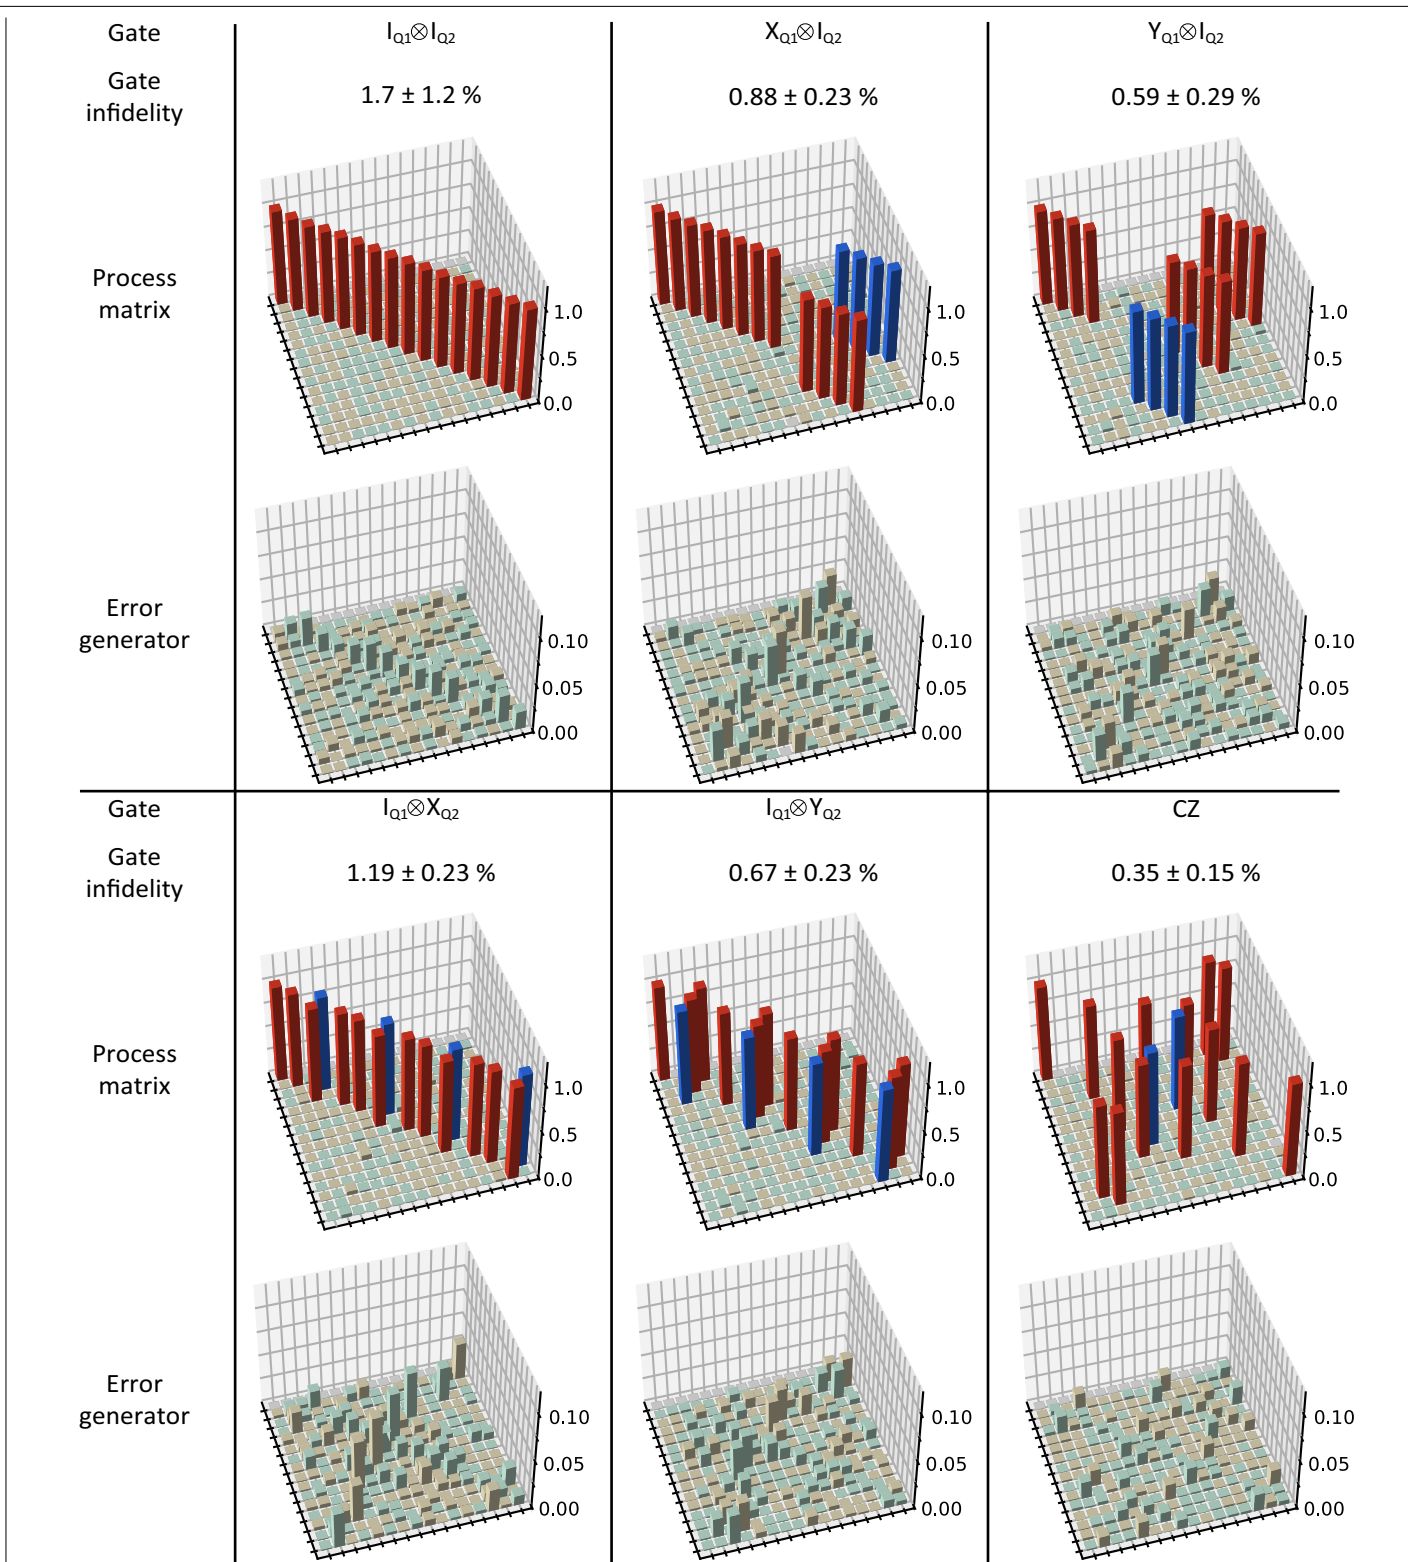 Gate
I_Q1⊗I_Q2
X_Q1⊗I_Q2
Y_Q1⊗I_Q2
Gate
infidelity
1.7 ± 1.2 %
0.88 ± 0.23 %
0.59 ± 0.29 %
Process
matrix
1.0
0.5
0.0
1.0
0.5
0.0
1.0
0.5
0.0
Error
generator
0.10
0.05
0.00
0.10
0.05
0.00
0.10
0.05
0.00
Gate
I_Q1⊗X_Q2
I_Q1⊗Y_Q2
CZ
Gate
infidelity
1.19 ± 0.23 %
0.67 ± 0.23 %
0.35 ± 0.15 %
Process
matrix
1.0
0.5
0.0
1.0
0.5
0.0
1.0
0.5
0.0
Error
generator
0.10
0.05
0.00
0.10
0.05
0.00
0.10
0.05
0.00